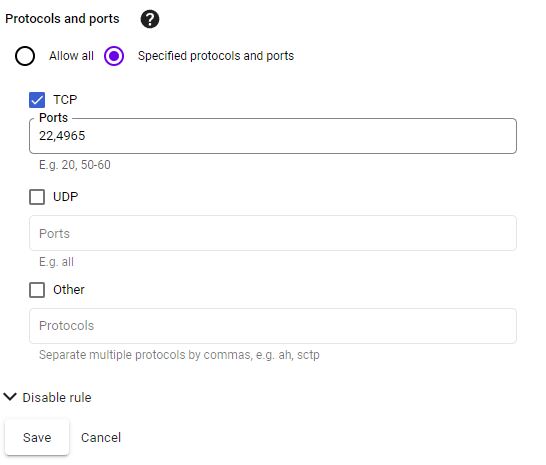 Protocols and ports ?
Allow all Specified protocols and ports
TCP
Ports
22,4965
E.g. 20, 50-60
UDP
Ports
E.g. all
Other
Protocols
Separate multiple protocols by commas, e.g. ah, sctp
Disable rule
Save Cancel